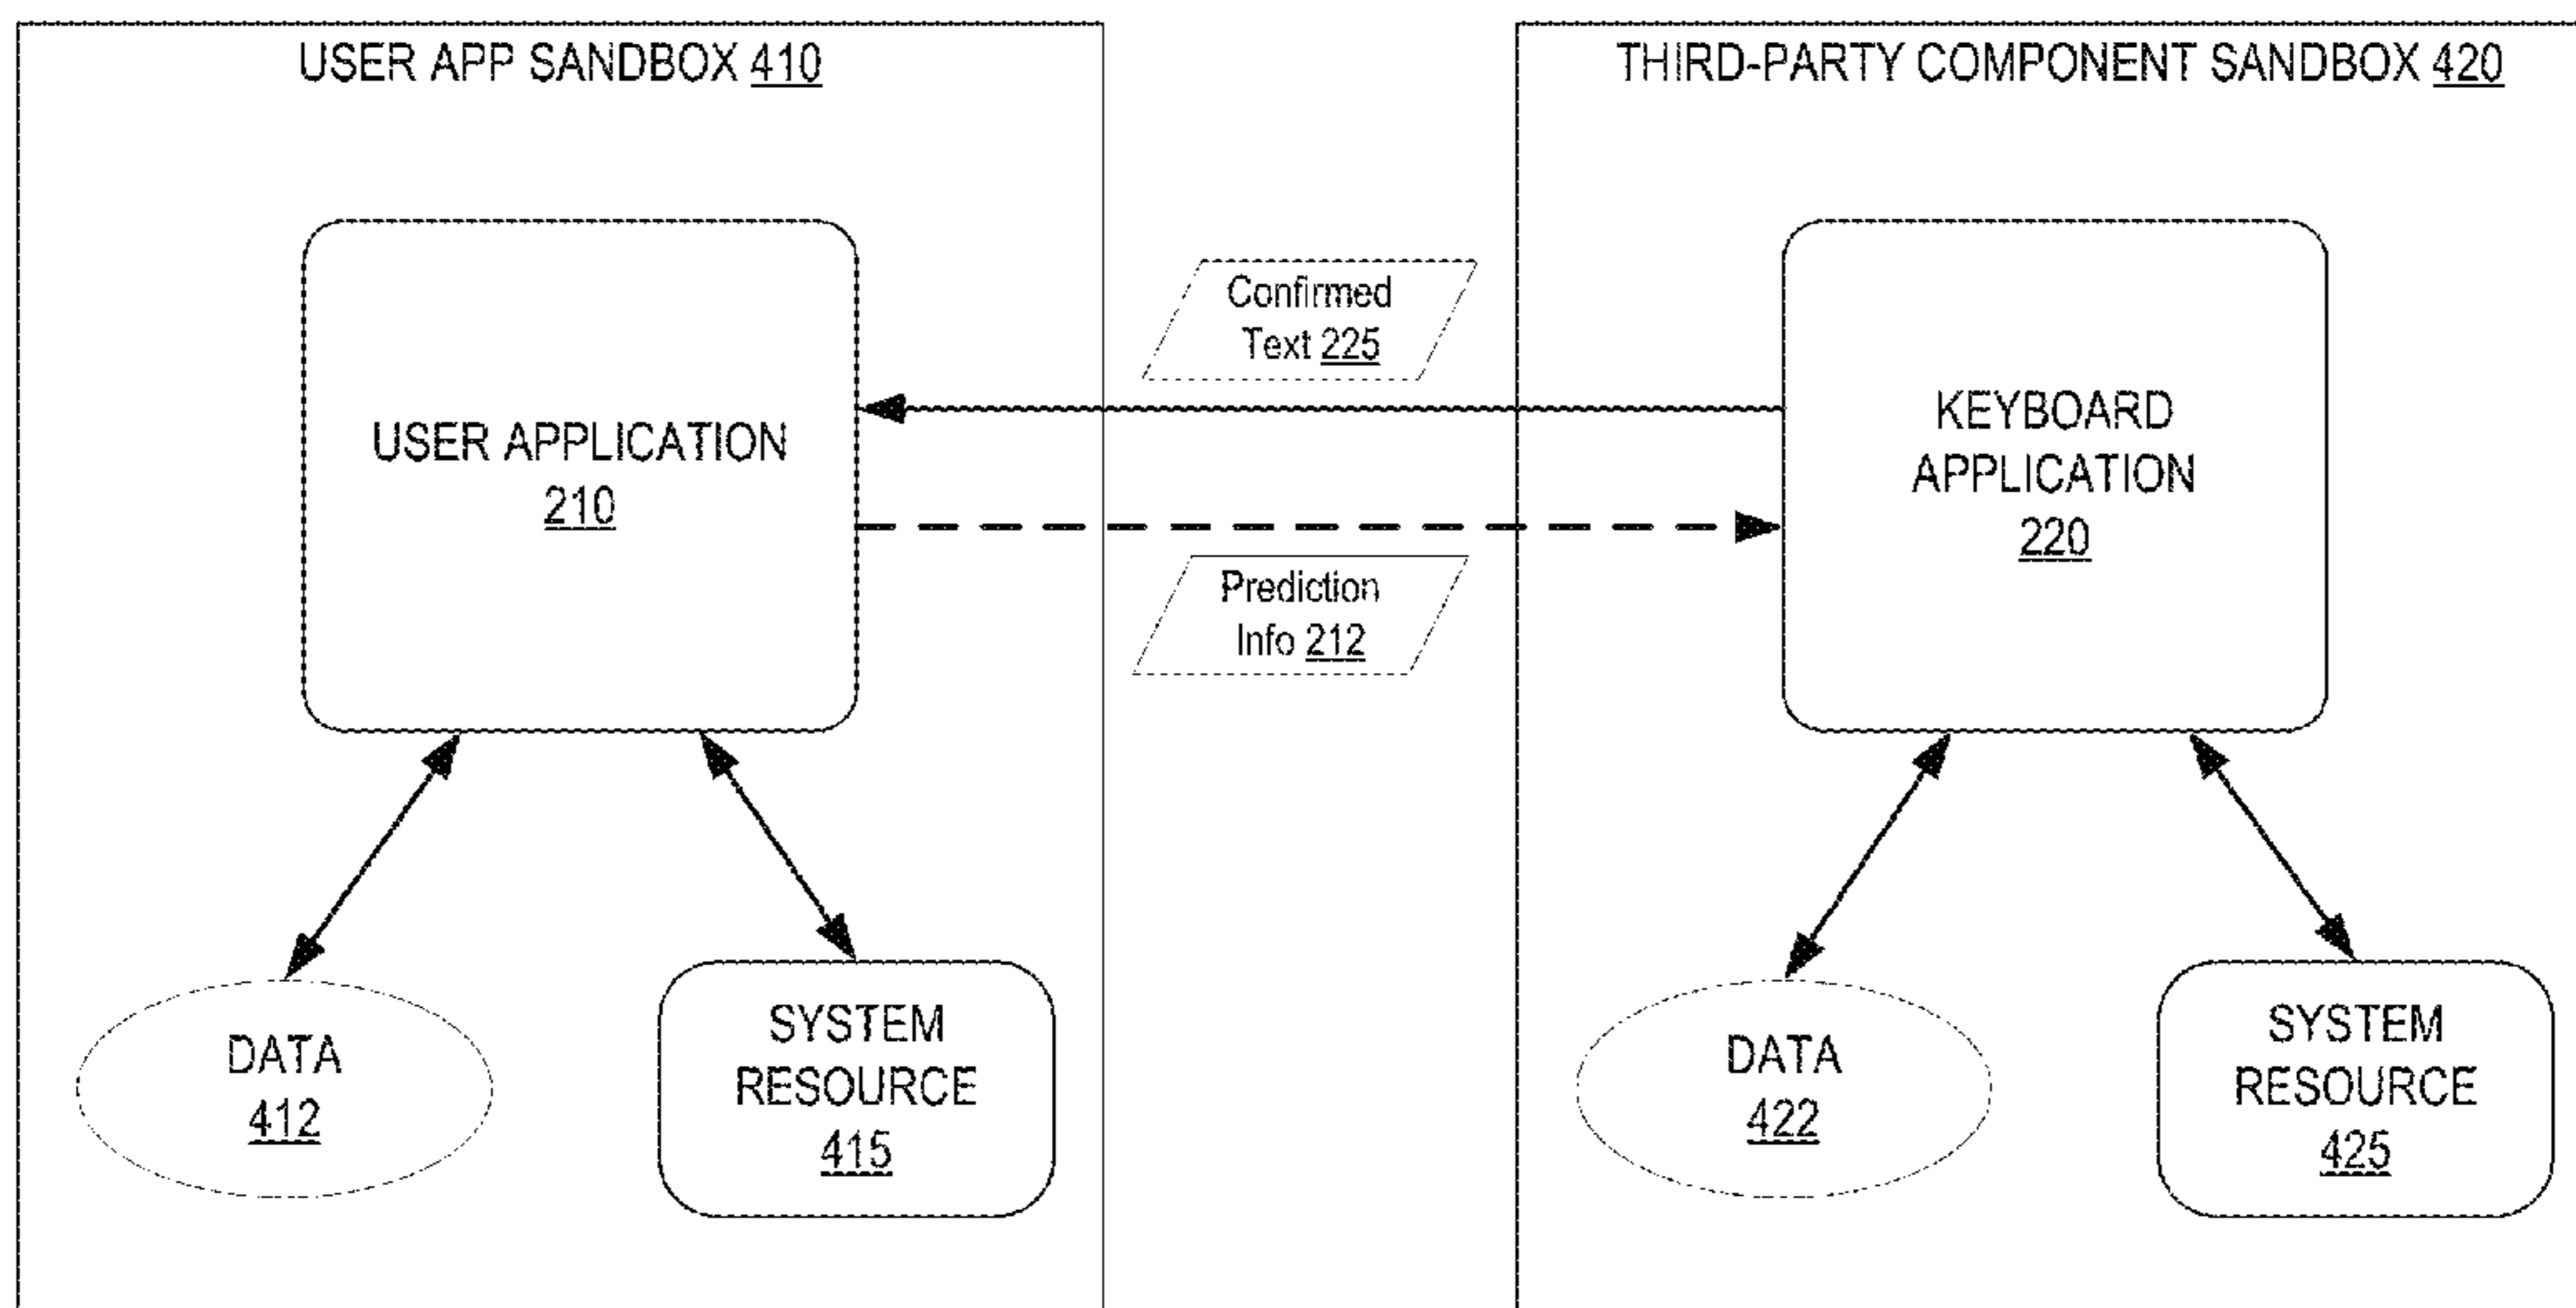 USER APP SANDBOX 410
THIRD-PARTY COMPONENT SANDBOX 420
Confirmed
Text 225
USER APPLICATION
210
KEYBOARD
APPLICATION
220
Prediction
Info 212
DATA
412
SYSTEM
RESOURCE
415
DATA
422
SYSTEM
RESOURCE
425